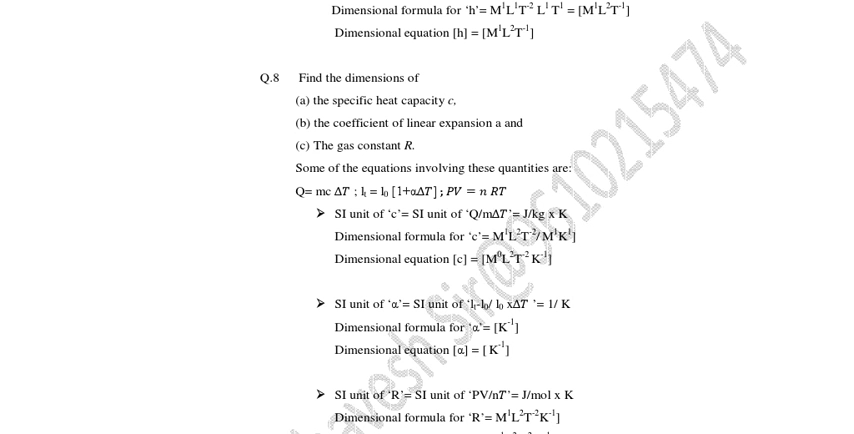 Dimensional formula for ‘h’= M¹L¹T⁻² L¹ T¹ = [M¹L²T⁻¹]
Dimensional equation [h] = [M¹L²T⁻¹]
Q.8 Find the dimensions of
(a) the specific heat capacity c,
(b) the coefficient of linear expansion a and
(c) The gas constant R.
Some of the equations involving these quantities are:
Q= mc ΔT ; lₜ = l₀ [1+αΔT] ; PV = n RT
➢ SI unit of ‘c’= SI unit of ‘Q/mΔT’= J/kg x K
Dimensional formula for ‘c’= M¹L²T⁻²/ M¹K¹]
Dimensional equation [c] = [M⁰L²T⁻² K⁻¹]
➢ SI unit of ‘α’= SI unit of ‘lₜ-l₀/ l₀ xΔT ’= 1/ K
Dimensional formula for ‘α’= [K⁻¹]
Dimensional equation [α] = [ K⁻¹]
➢ SI unit of ‘R’= SI unit of ‘PV/nT’= J/mol x K
Dimensional formula for ‘R’= M¹L²T⁻²K⁻¹]
avesh Sir@9610215474